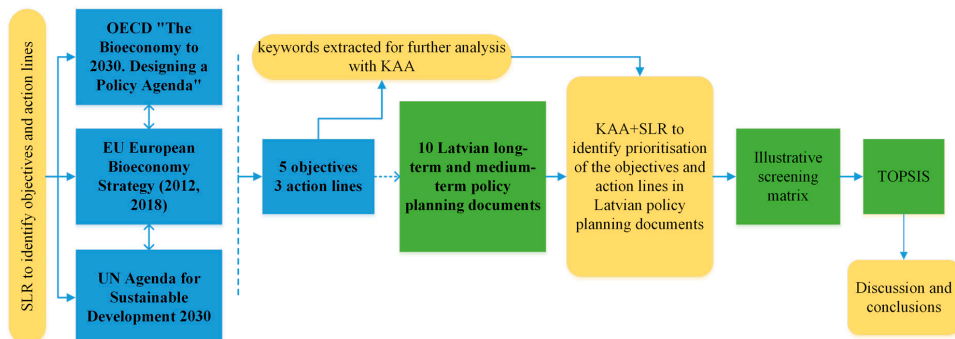 SLR to identify objectives and action lines
OECD "The
Bioeconomy to
2030. Designing a
Policy Agenda"
EU European
Bioeconomy
Strategy (2012,
2018)
UN Agenda for
Sustainable
Development 2030
keywords extracted for further analysis
with KAA
5 objectives
3 action lines
10 Latvian long-
term and medium-
term policy
planning documents
KAA+SLR to
identify prioritisation
of the objectives and
action lines in
Latvian policy
planning documents
Illustrative
screening
matrix
TOPSIS
Discussion and
conclusions